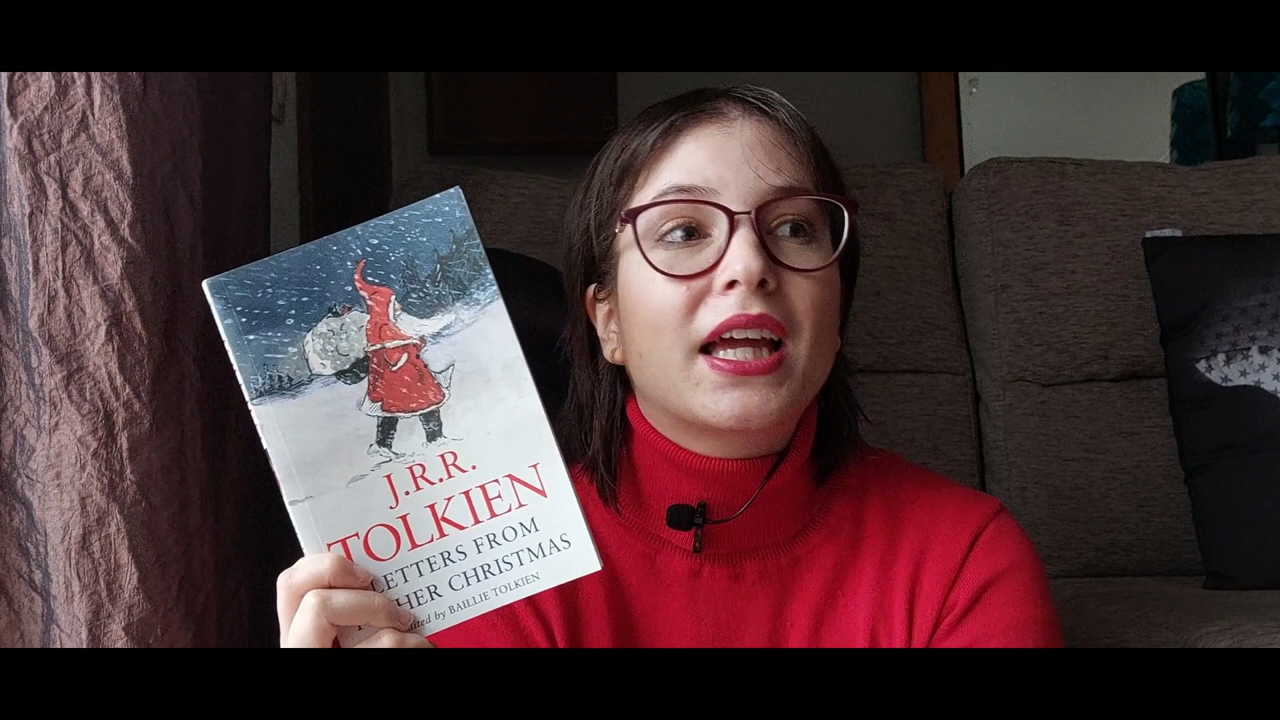 J.R.R.
TOLKIEN
LETTERS FROM
HER CHRISTMAS
ited by BAILLIE TOLKIEN